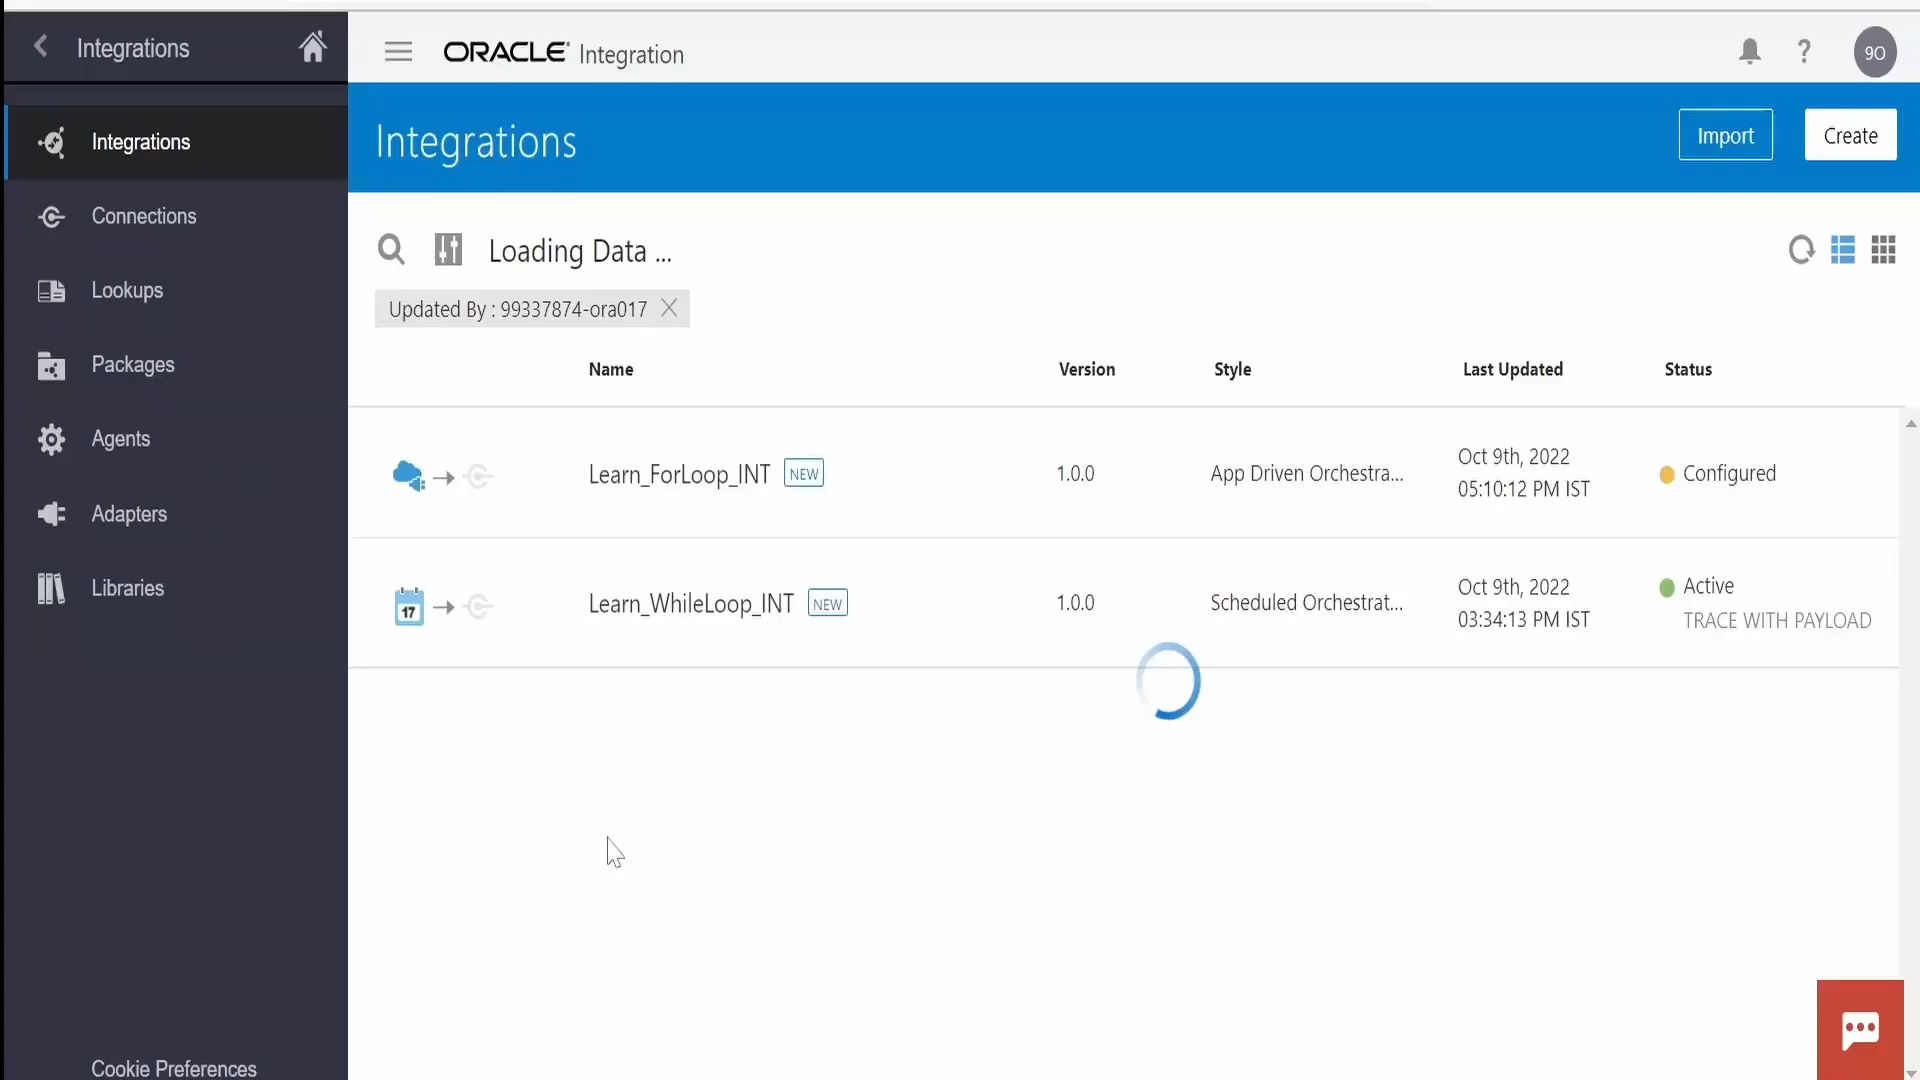 Integrations
ORACLE Integration
90
Integrations
Import
Create
Integrations
Connections
Lookups
Packages
Agents
Adapters
Libraries
Cookie Preferences
Loading Data ...
Updated By : 99337874-ora017
Name Version Style Last Updated Status
Learn_ForLoop_INT NEW 1.0.0 App Driven Orchestra... Oct 9th, 2022 Configured
05:10:12 PM IST
17 Learn_WhileLoop_INT NEW 1.0.0 Scheduled Orchestrat... Oct 9th, 2022 Active
03:34:13 PM IST TRACE WITH PAYLOAD